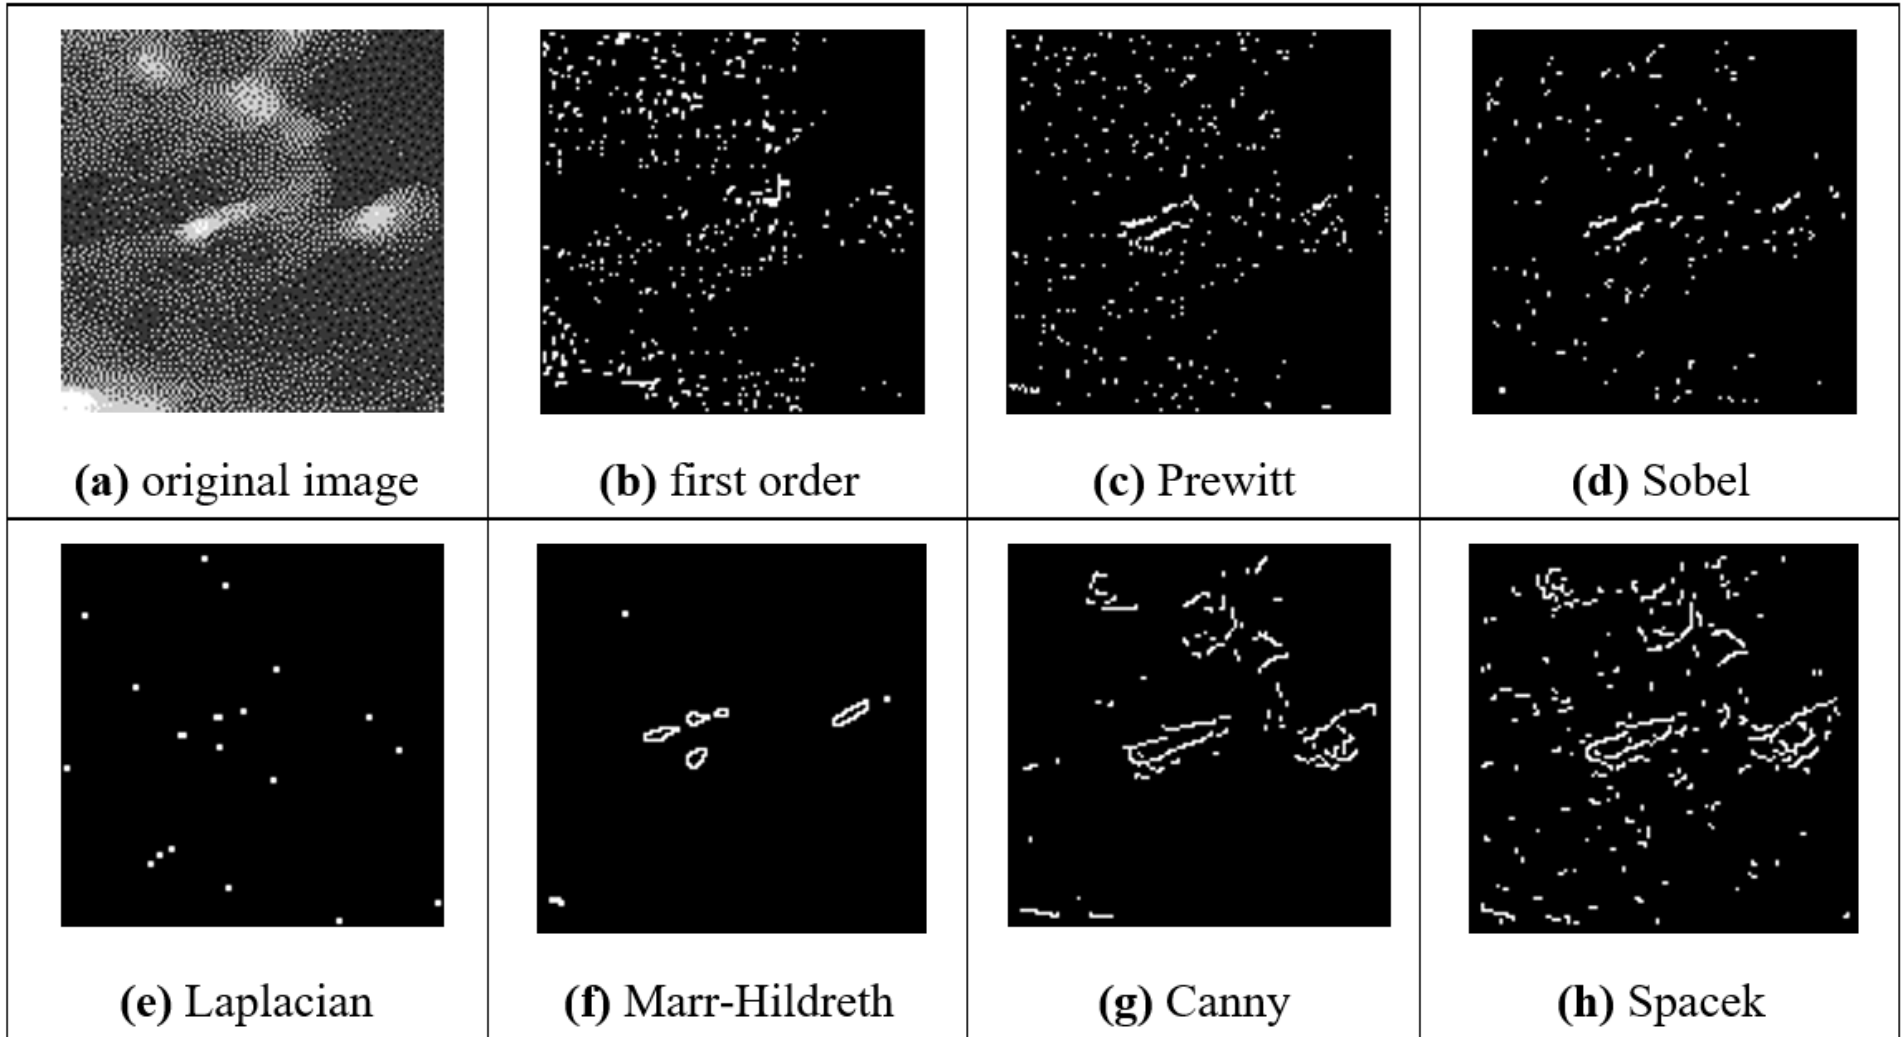 (a) original image
(b) first order
(c) Prewitt
(d) Sobel
(e) Laplacian
(f) Marr-Hildreth
(g) Canny
(h) Spacek